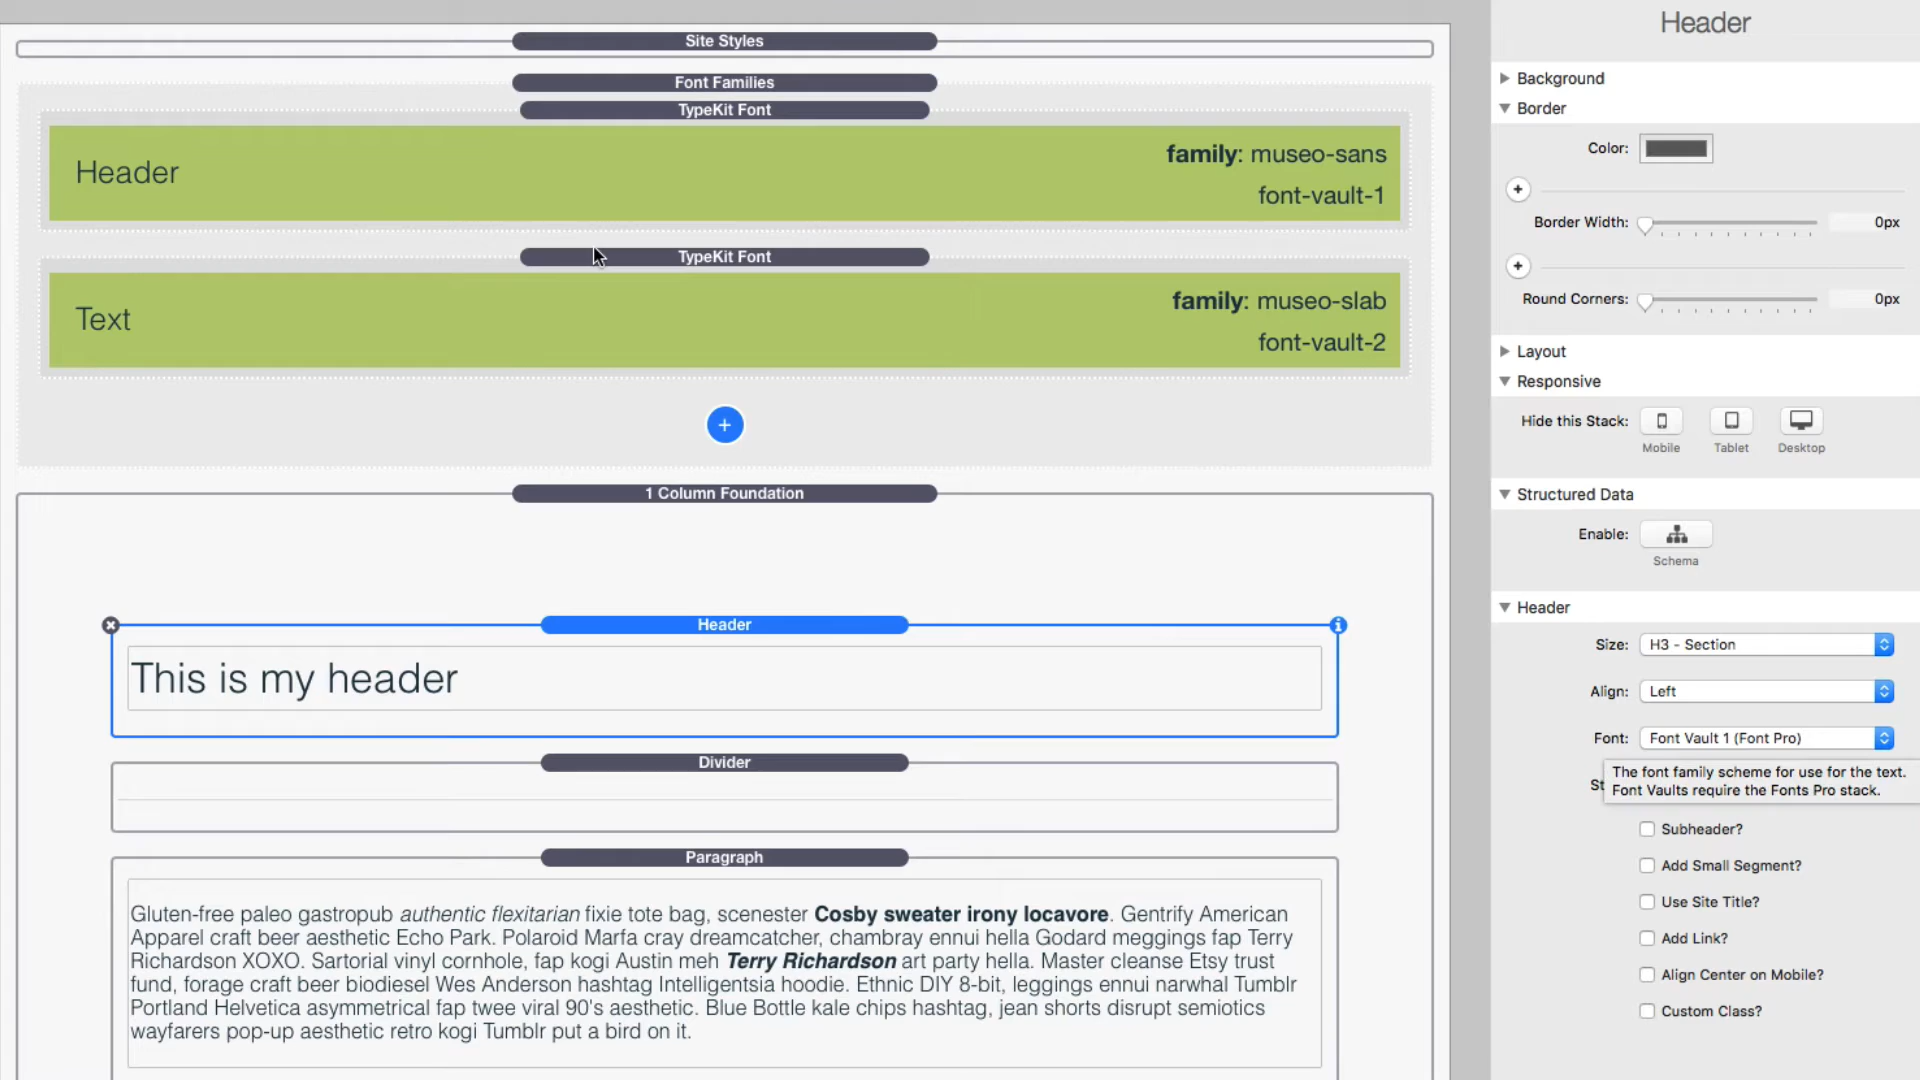 Site Styles
Font Families
TypeKit Font
Header
family: museo-sans
font-vault-1
TypeKit Font
Text
family: museo-slab
font-vault-2
1 Column Foundation
Header
This is my header
Divider
Paragraph
Gluten-free paleo gastropub authentic flexitarian fixie tote bag, scenester Cosby sweater irony locavore. Gentrify American
Apparel craft beer aesthetic Echo Park. Polaroid Marfa cray dreamcatcher, chambray ennui hella Godard meggings fap Terry
Richardson XOXO. Sartorial vinyl cornhole, fap kogi Austin meh Terry Richardson art party hella. Master cleanse Etsy trust
fund, forage craft beer biodiesel Wes Anderson hashtag Intelligentsia hoodie. Ethnic DIY 8-bit, leggings ennui narwhal Tumblr
Portland Helvetica asymmetrical fap twee viral 90's aesthetic. Blue Bottle kale chips hashtag, jean shorts disrupt semiotics
wayfarers pop-up aesthetic retro kogi Tumblr put a bird on it.
Header
Background
Border
Color:
Border Width: 0px
Round Corners: 0px
Layout
Responsive
Hide this Stack:
Mobile Tablet Desktop
Structured Data
Enable:
Schema
Header
Size: H3 - Section
Align: Left
Font: Font Vault 1 (Font Pro)
The font family scheme for use for the text.
Font Vaults require the Fonts Pro stack.
Subheader?
Add Small Segment?
Use Site Title?
Add Link?
Align Center on Mobile?
Custom Class?